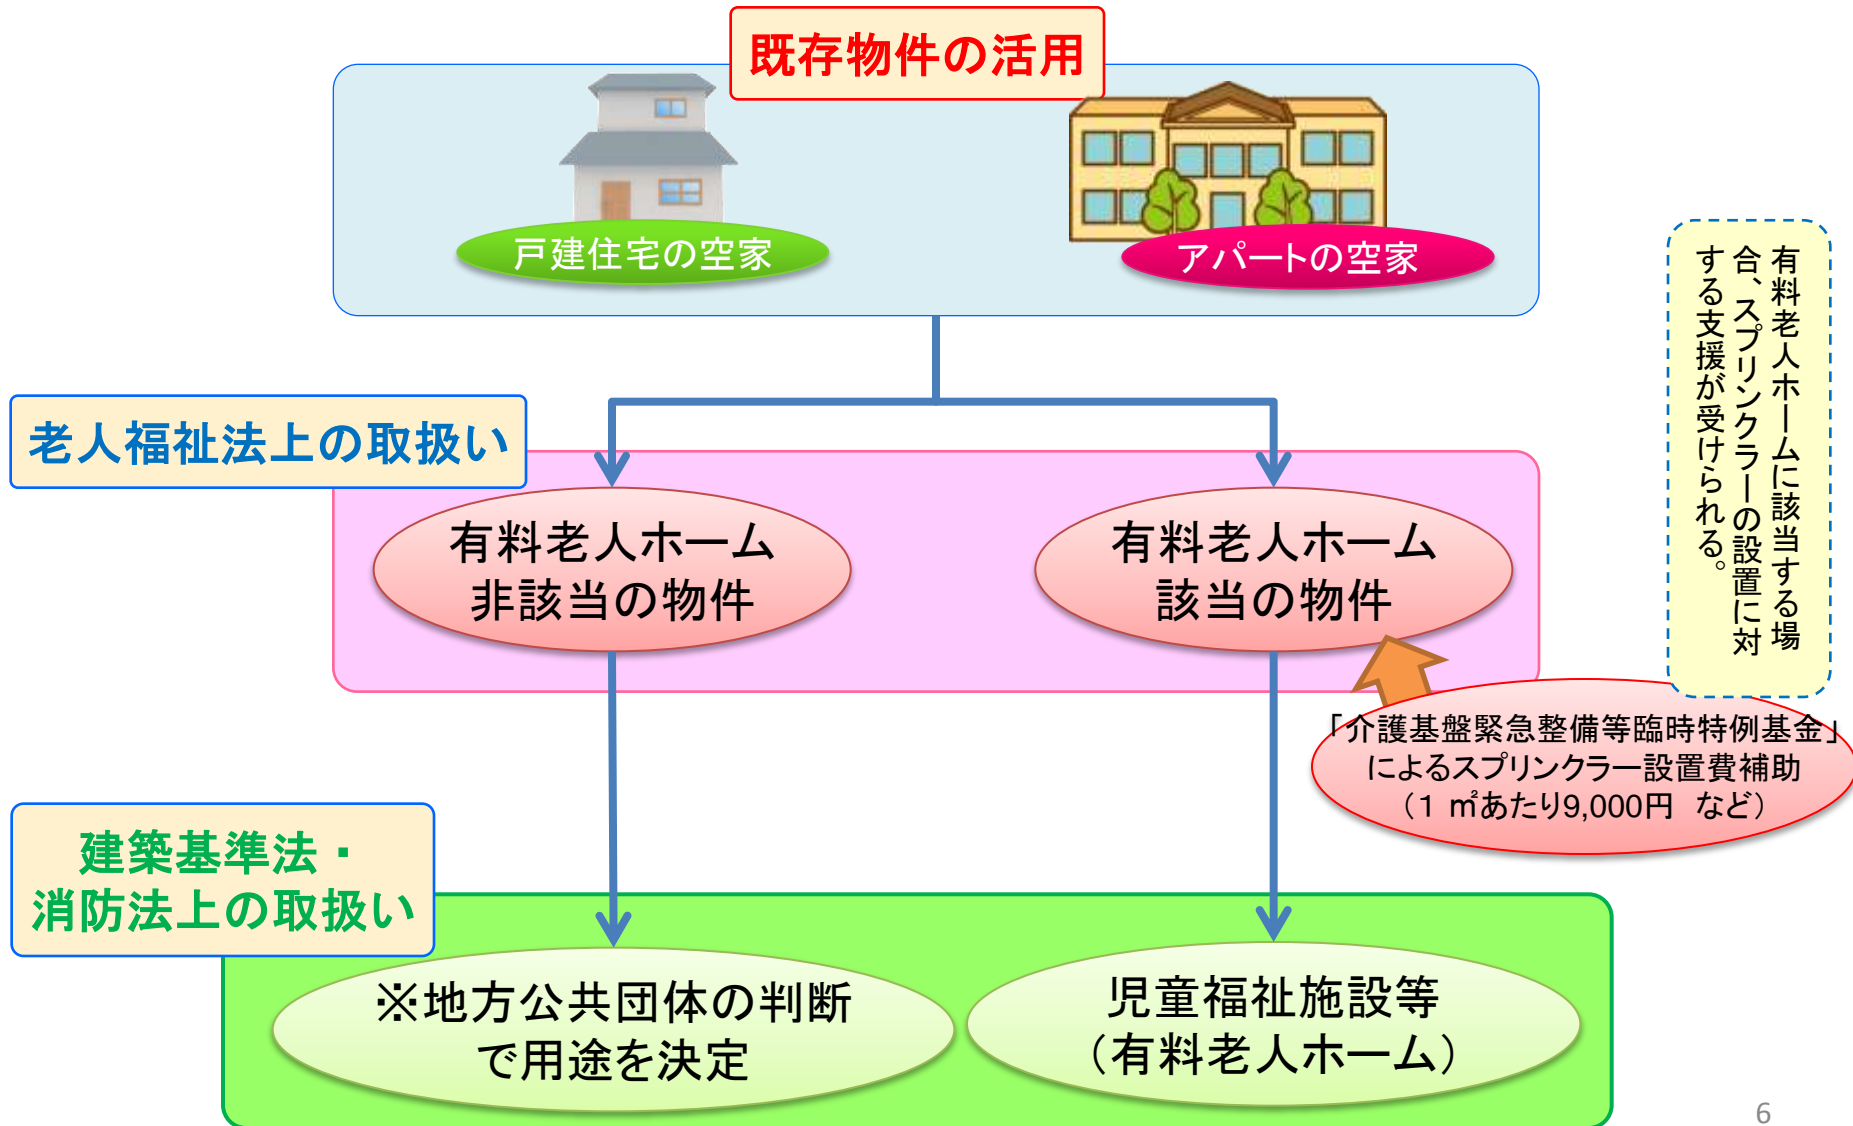 既存物件の活用
戸建住宅の空家
アパートの空家
有料老人ホームに該当する場
合、スプリンクラーの設置に対
する支援が受けられる。
老人福祉法上の取扱い
有料老人ホーム
非該当の物件
有料老人ホーム
該当の物件
「介護基盤緊急整備等臨時特例基金」
によるスプリンクラー設置費補助
（１㎡あたり9,000円　など）
建築基準法・
消防法上の取扱い
※地方公共団体の判断
で用途を決定
児童福祉施設等
（有料老人ホーム）
6